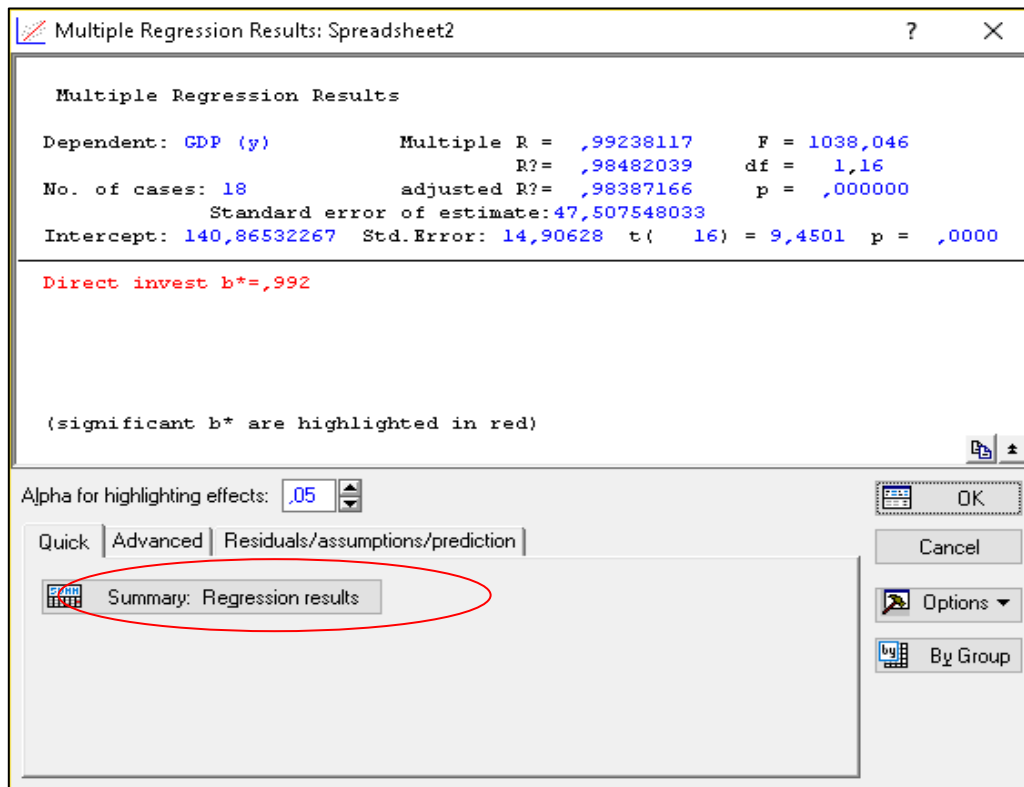 Multiple Regression Results: Spreadsheet2 ? ×
Multiple Regression Results
Dependent: GDP (y) Multiple R = ,99238117 F = 1038,046
R?= ,98482039 df = 1,16
No. of cases: 18 adjusted R?= ,98387166 p = ,000000
Standard error of estimate:47,507548033
Intercept: 140,86532267 Std.Error: 14,90628 t( 16) = 9,4501 p = ,0000
Direct invest b*=,992
(significant b* are highlighted in red)
Alpha for highlighting effects: ,05
OK
Quick Advanced Residuals/assumptions/prediction
Cancel
Summary: Regression results
Options
By Group